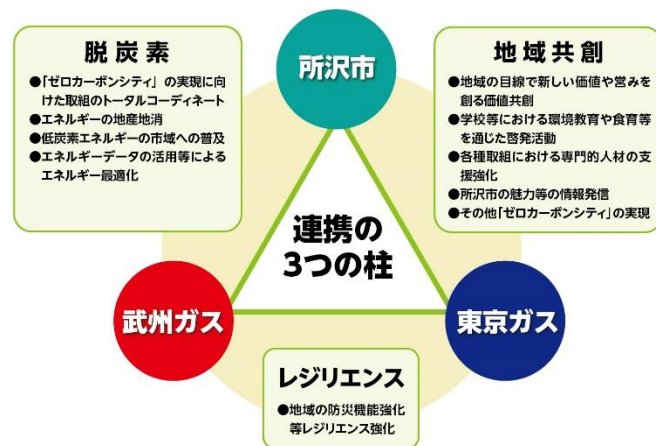 脱炭素
●「ゼロカーボンシティ」の実現に向
けた取組のトータルコーディネート
●エネルギーの地産地消
●低炭素エネルギーの市域への普及
●エネルギーデータの活用等による
エネルギー最適化
所沢市
地域共創
●地域の目線で新しい価値や営みを
創る価値共創
●学校等における環境教育や食育等
を通じた啓発活動
●各種取組における専門的人材の支
援強化
●所沢市の魅力等の情報発信
●その他「ゼロカーボンシティ」の実現
連携の
3つの柱
武州ガス
東京ガス
レジリエンス
●地域の防災機能強化
等レジリエンス強化